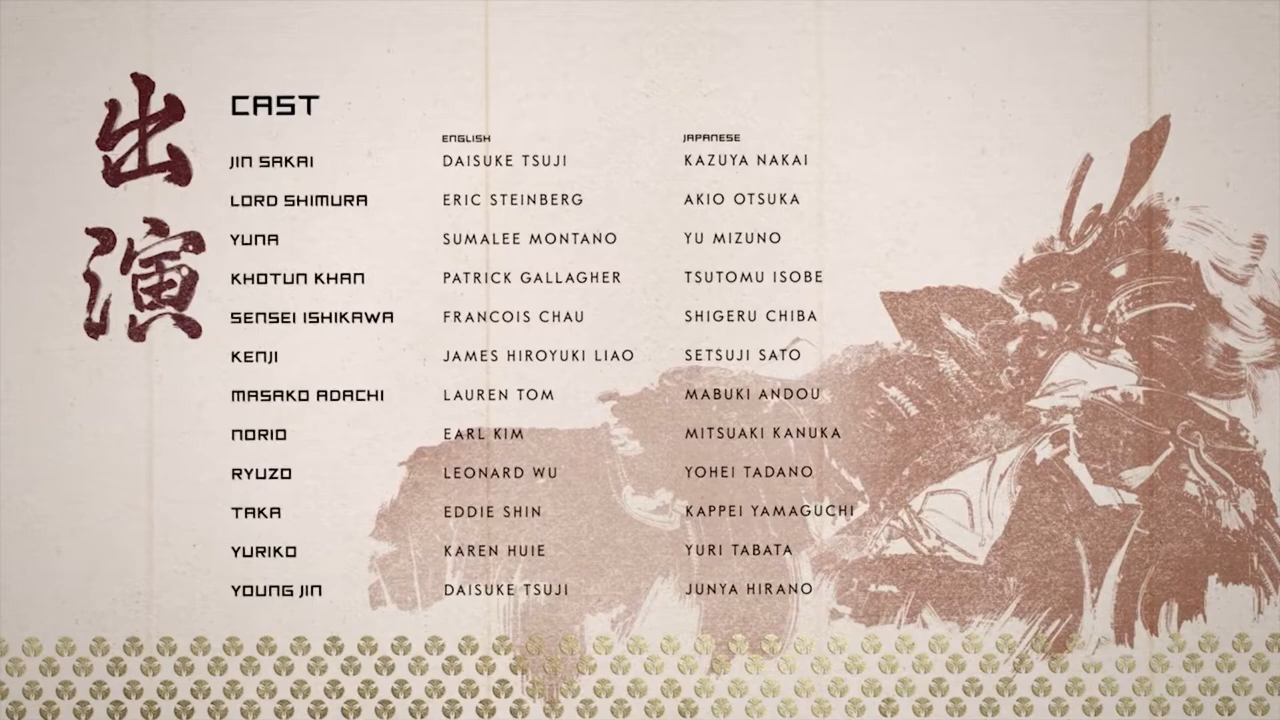 出演
CAST
ENGLISH JAPANESE
JIN SAKAI DAISUKE TSUJI KAZUYA NAKAI
LORD SHIMURA ERIC STEINBERG AKIO OTSUKA
YUNA SUMALEE MONTANO YU MIZUNO
KHOTUN KHAN PATRICK GALLAGHER TSUTOMU ISOBE
SENSEI ISHIKAWA FRANCOIS CHAU SHIGERU CHIBA
KENJI JAMES HIROYUKI LIAO SETSUJI SATO
MASAKO ADACHI LAUREN TOM MABUKI ANDOU
NORIO EARL KIM MITSUAKI KANUKA
RYUZO LEONARD WU YOHEI TADANO
TAKA EDDIE SHIN KAPPEI YAMAGUCHI
YURIKO KAREN HUIE YURI TABATA
YOUNG JIN DAISUKE TSUJI JUNYA HIRANO